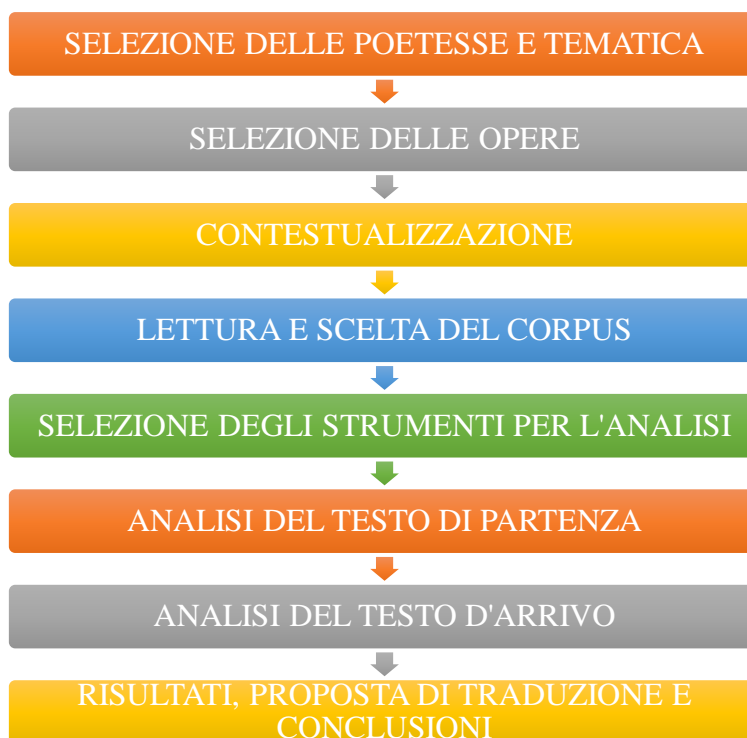 SELEZIONE DELLE POETESSE E TEMATICA
SELEZIONE DELLE OPERE
CONTESTUALIZZAZIONE
LETTURA E SCELTA DEL CORPUS
SELEZIONE DEGLI STRUMENTI PER L'ANALISI
ANALISI DEL TESTO DI PARTENZA
ANALISI DEL TESTO D'ARRIVO
RISULTATI, PROPOSTA DI TRADUZIONE E
CONCLUSIONI